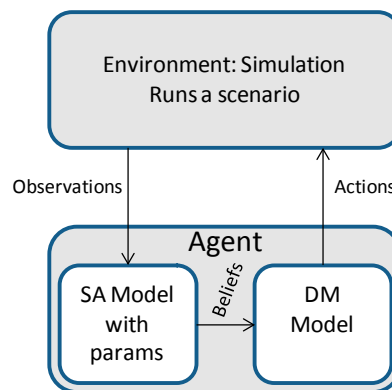 Environment: Simulation
Runs a scenario
Observations
Actions
Agent
SA Model
with
params
Beliefs
DM
Model